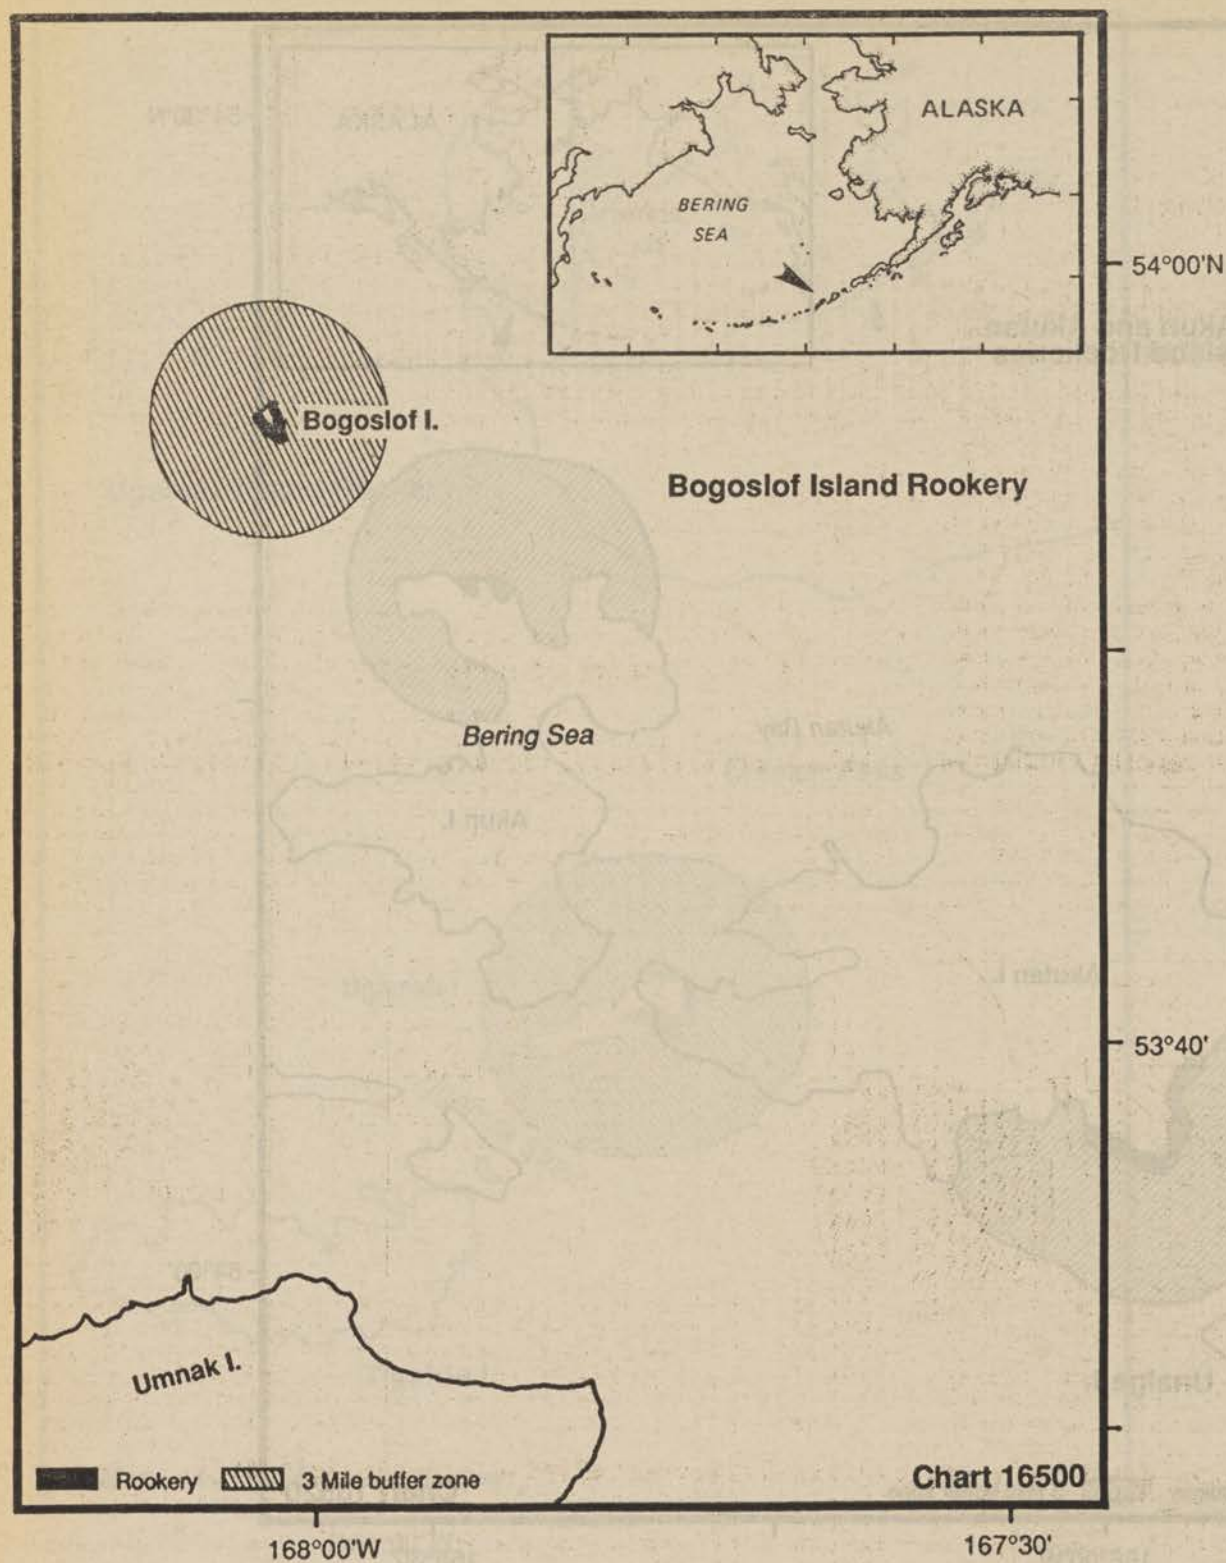 ALASKA
BERING
SEA
54°00'N
Bogoslof I.
Bogoslof Island Rookery
Bering Sea
53°40'
Umnak I.
Rookery 3 Mile buffer zone
Chart 16500
168°00'W
167°30'